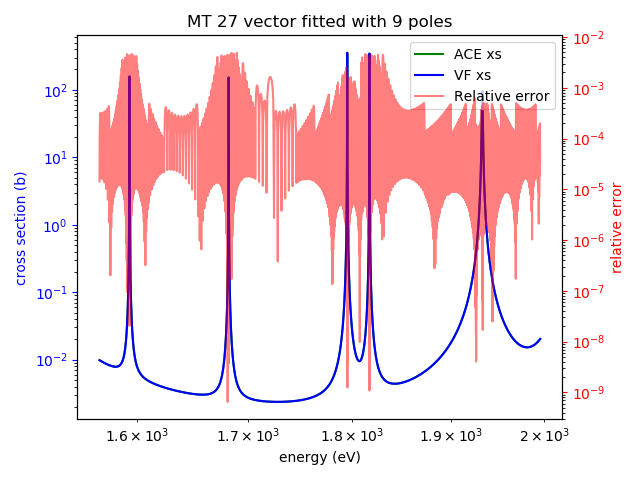 MT 27 vector fitted with 9 poles
ACE xs
VF xs
Relative error
cross section (b)
10²
10¹
10⁰
10⁻¹
10⁻²
relative error
10⁻²
10⁻³
10⁻⁴
10⁻⁵
10⁻⁶
10⁻⁷
10⁻⁸
10⁻⁹
1.6 × 10³ 1.7 × 10³ 1.8 × 10³ 1.9 × 10³ 2 × 10³
energy (eV)